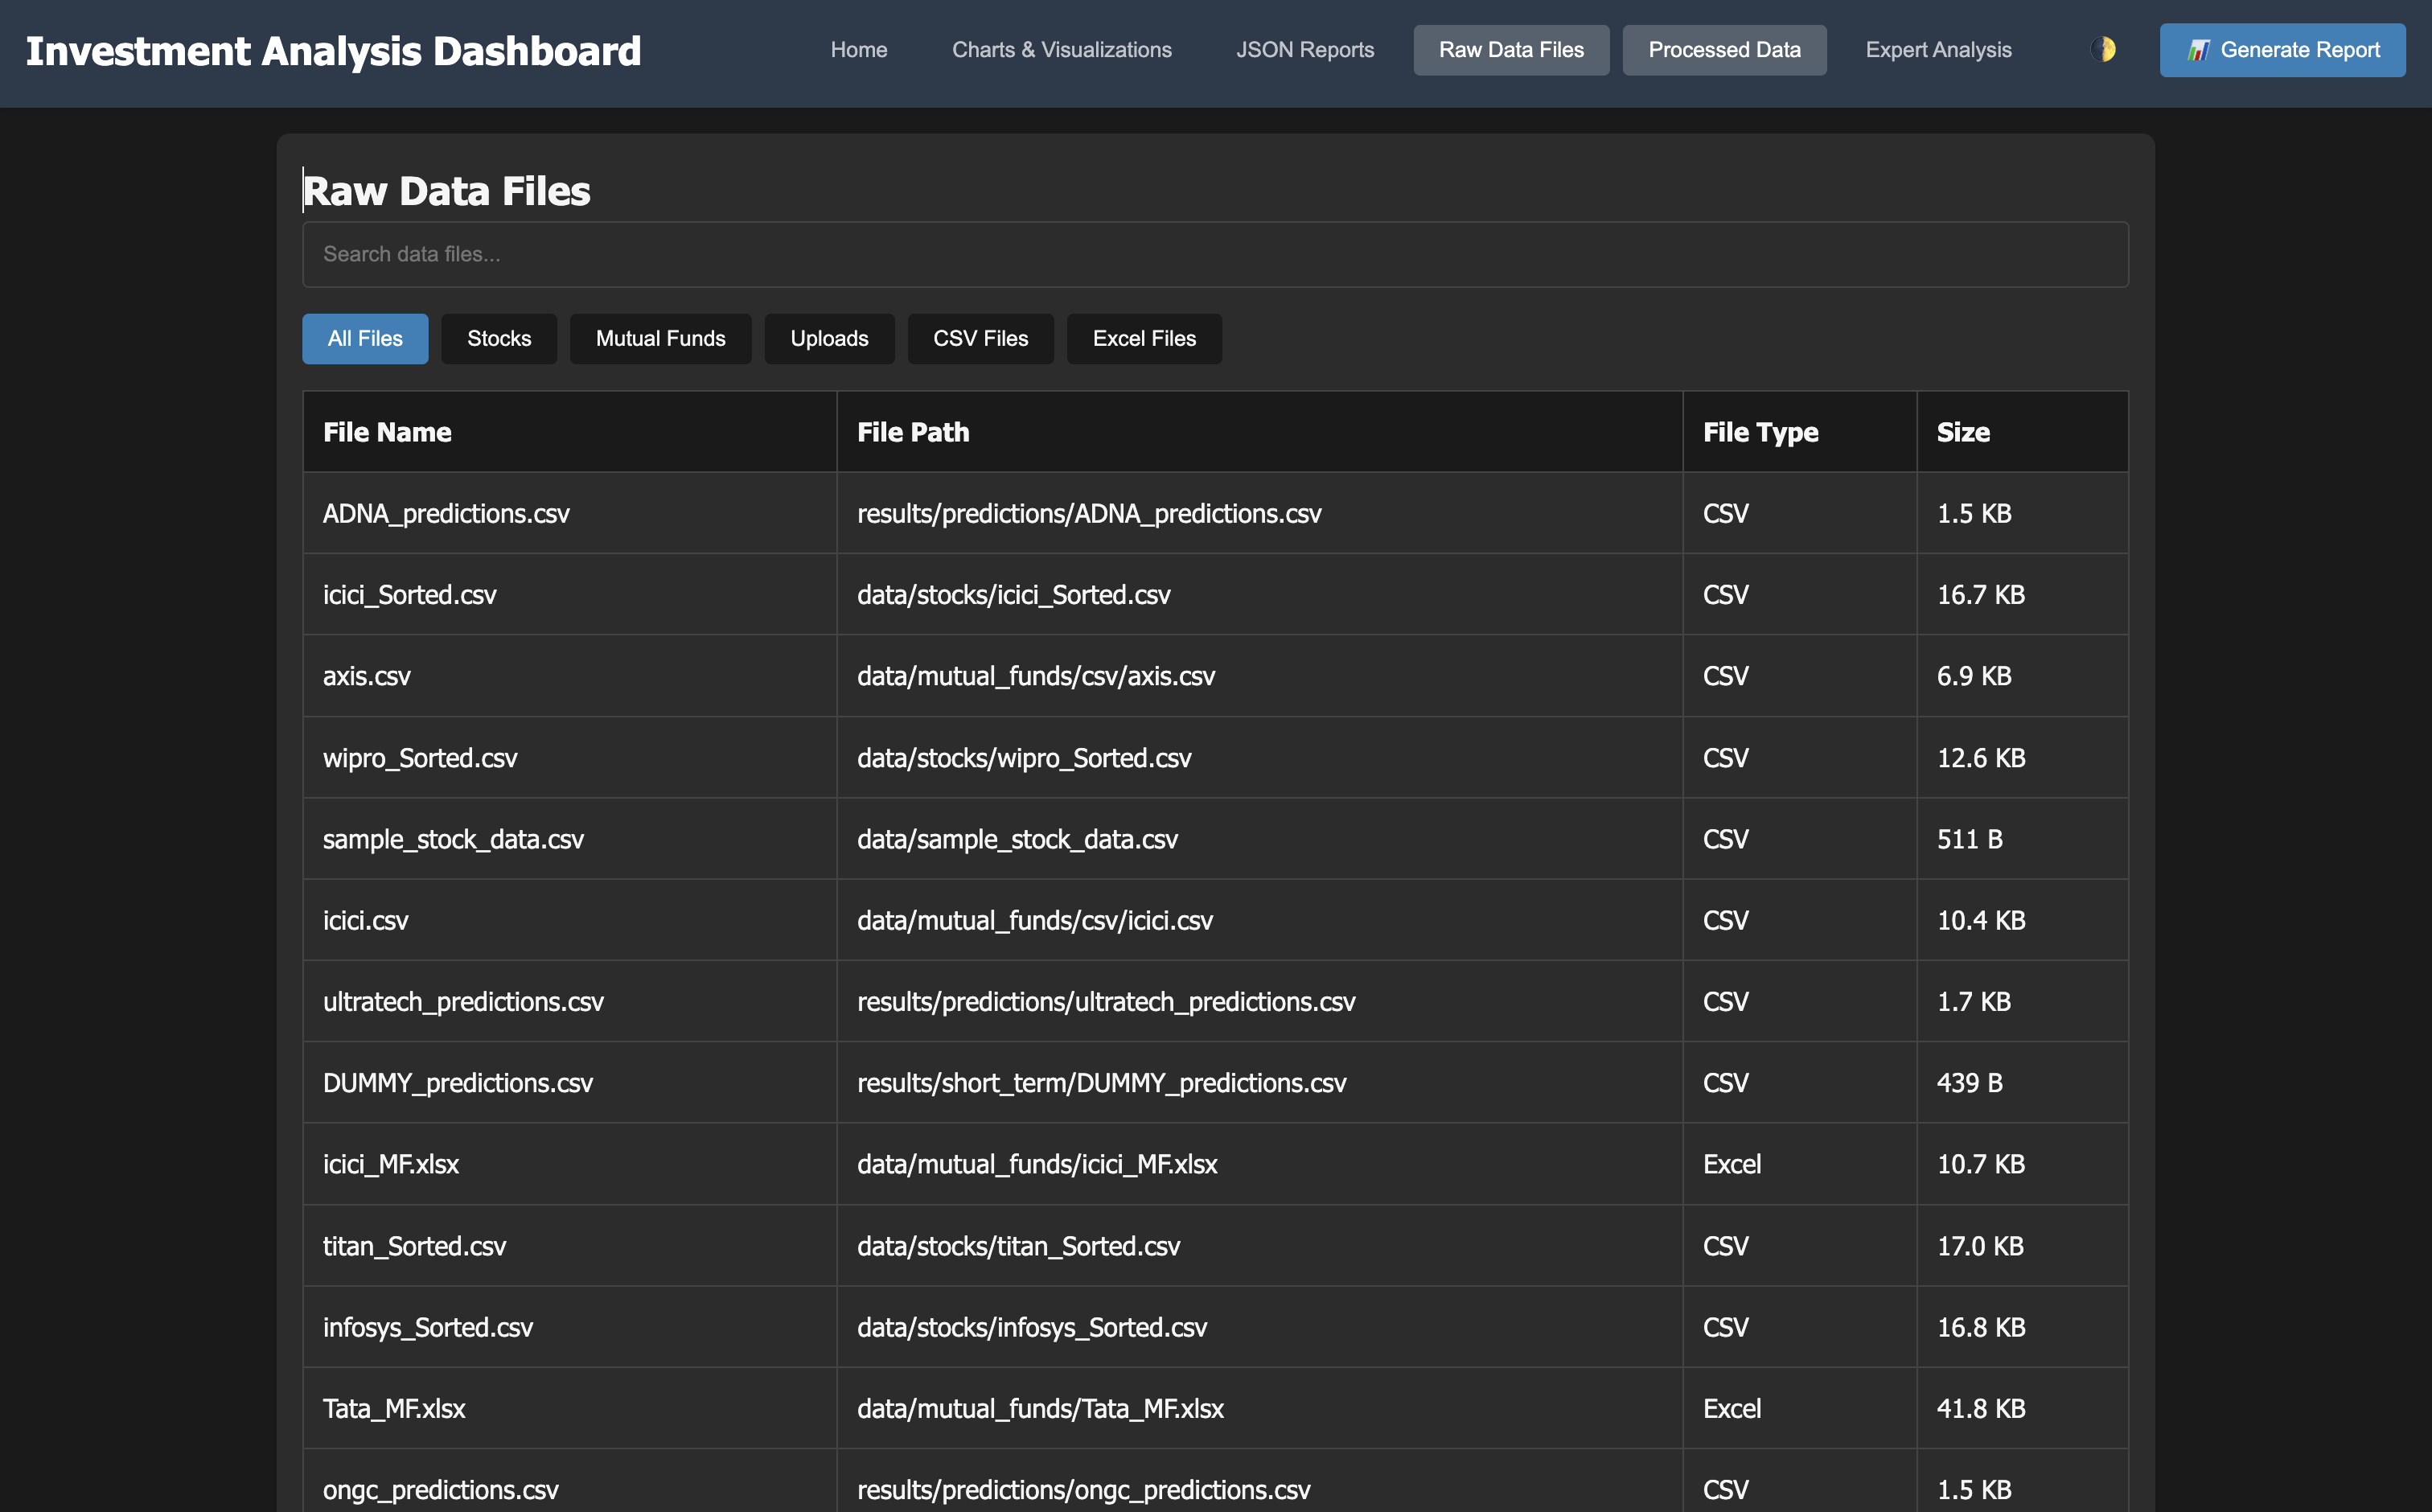 Investment Analysis Dashboard Home Charts & Visualizations JSON Reports Raw Data Files Processed Data Expert Analysis Generate Report
Raw Data Files
Search data files...
All Files Stocks Mutual Funds Uploads CSV Files Excel Files
File Name File Path File Type Size
ADNA_predictions.csv results/predictions/ADNA_predictions.csv CSV 1.5 KB
icici_Sorted.csv data/stocks/icici_Sorted.csv CSV 16.7 KB
axis.csv data/mutual_funds/csv/axis.csv CSV 6.9 KB
wipro_Sorted.csv data/stocks/wipro_Sorted.csv CSV 12.6 KB
sample_stock_data.csv data/sample_stock_data.csv CSV 511 B
icici.csv data/mutual_funds/csv/icici.csv CSV 10.4 KB
ultratech_predictions.csv results/predictions/ultratech_predictions.csv CSV 1.7 KB
DUMMY_predictions.csv results/short_term/DUMMY_predictions.csv CSV 439 B
icici_MF.xlsx data/mutual_funds/icici_MF.xlsx Excel 10.7 KB
titan_Sorted.csv data/stocks/titan_Sorted.csv CSV 17.0 KB
infosys_Sorted.csv data/stocks/infosys_Sorted.csv CSV 16.8 KB
Tata_MF.xlsx data/mutual_funds/Tata_MF.xlsx Excel 41.8 KB
ongc_predictions.csv results/predictions/ongc_predictions.csv CSV 1.5 KB